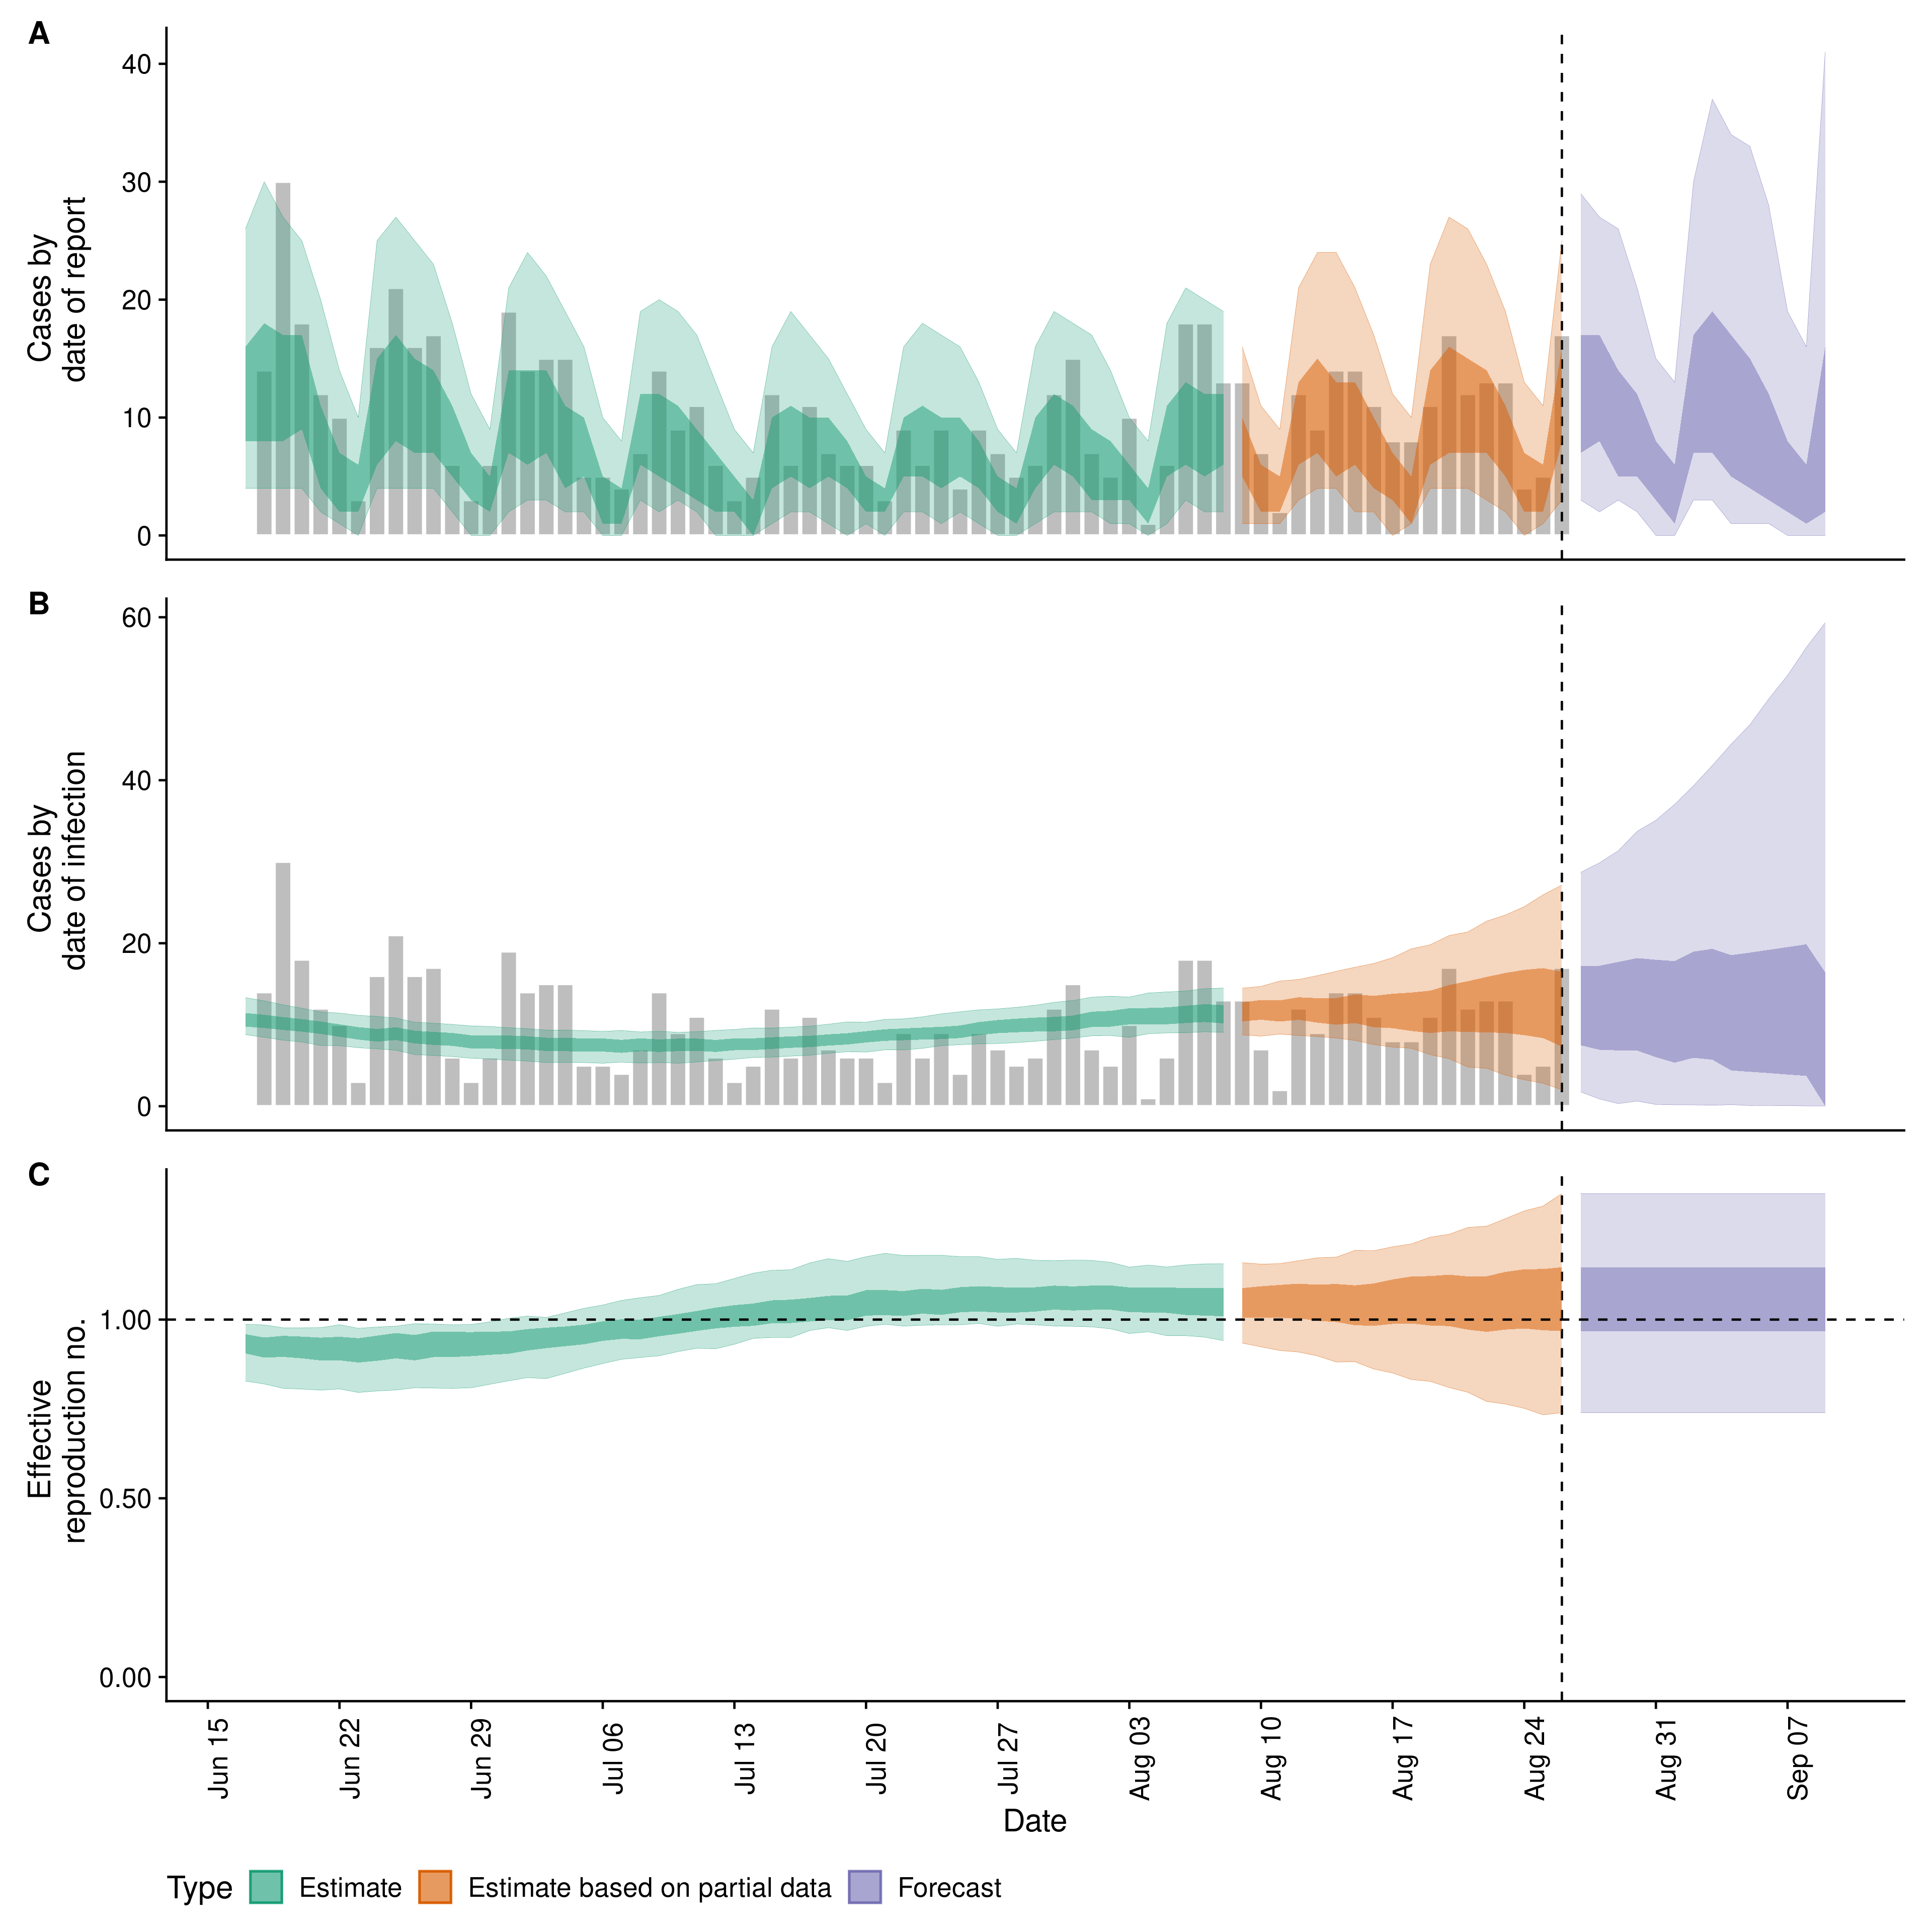 A
40
30
20
10
0
Cases by
date of report
B
60
40
20
0
Cases by
date of infection
C
1.00
0.50
0.00
Effective
reproduction no.
Jun 15
Jun 22
Jun 29
Jul 06
Jul 13
Jul 20
Jul 27
Aug 03
Aug 10
Aug 17
Aug 24
Aug 31
Sep 07
Date
Type Estimate Estimate based on partial data Forecast